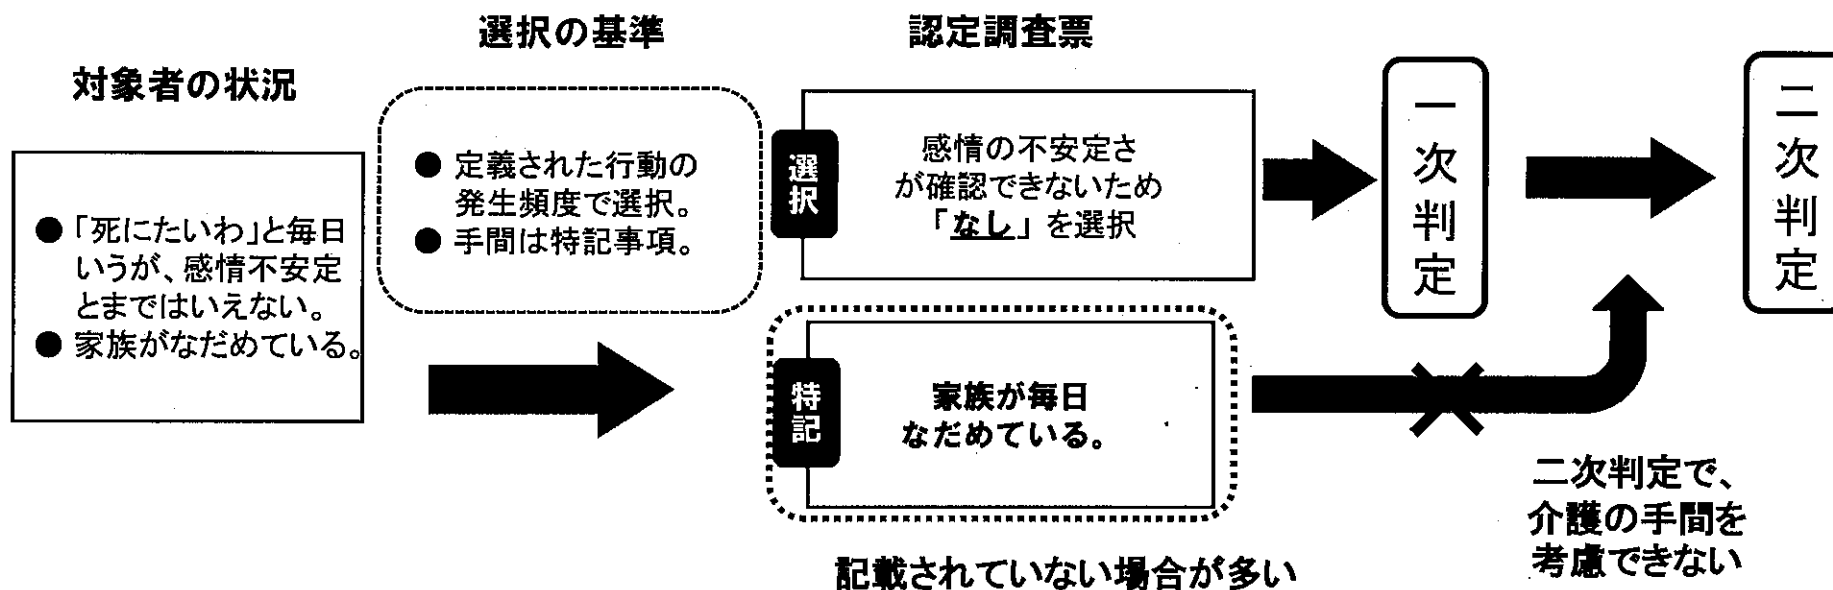 選択の基準
認定調査票
対象者の状況
●「死にたいわ」と毎日
いうが、感情不安定
とまではいえない。
● 家族がなだめている。
● 定義された行動の
発生頻度で選択。
● 手間は特記事項。
選択
感情の不安定さ
が確認できないため
「なし」を選択
特記
家族が毎日
なだめている。
記載されていない場合が多い
一次判定
二次判定
二次判定で、
介護の手間を
考慮できない